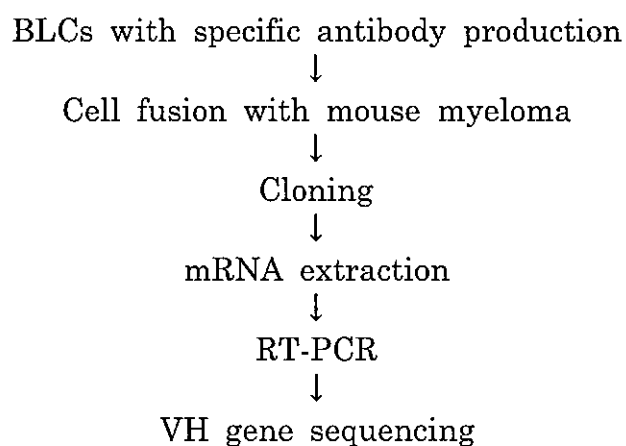 BLCs with specific antibody production
↓
Cell fusion with mouse myeloma
↓
Cloning
↓
mRNA extraction
↓
RT-PCR
↓
VH gene sequencing